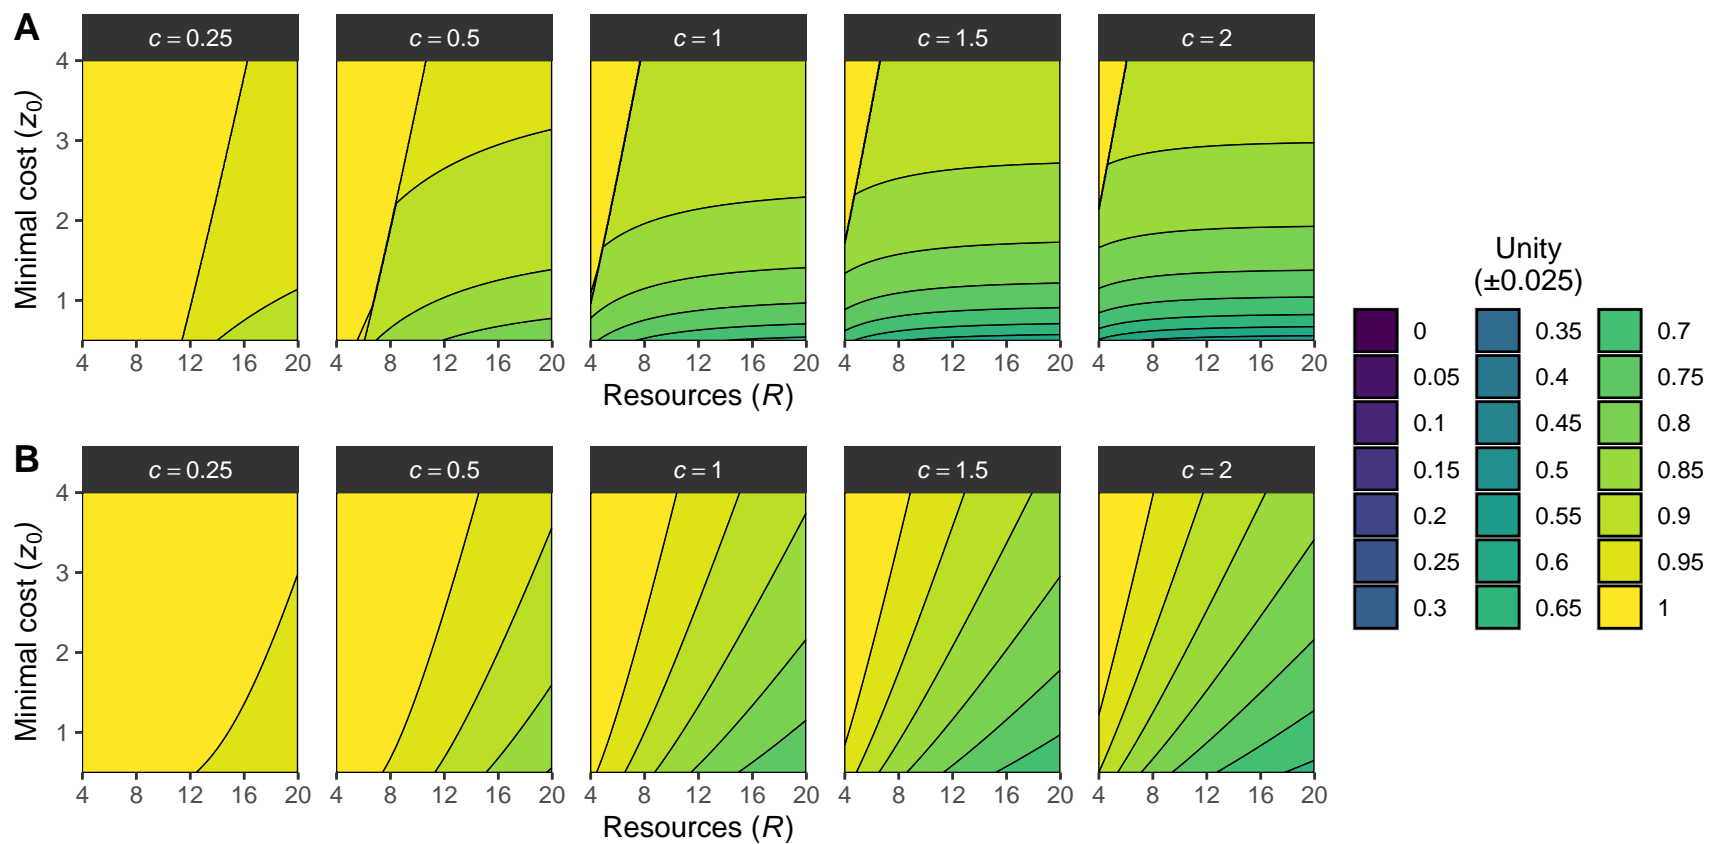 A
c = 0.25
c = 0.5
c = 1
c = 1.5
c = 2
Minimal cost (z0)
4
3
2
1
4 8 12 16 20
4 8 12 16 20
4 8 12 16 20
4 8 12 16 20
4 8 12 16 20
Resources (R)
B
c = 0.25
c = 0.5
c = 1
c = 1.5
c = 2
Minimal cost (z0)
4
3
2
1
4 8 12 16 20
4 8 12 16 20
4 8 12 16 20
4 8 12 16 20
4 8 12 16 20
Resources (R)
Unity
(±0.025)
0
0.05
0.1
0.15
0.2
0.25
0.3
0.35
0.4
0.45
0.5
0.55
0.6
0.65
0.7
0.75
0.8
0.85
0.9
0.95
1